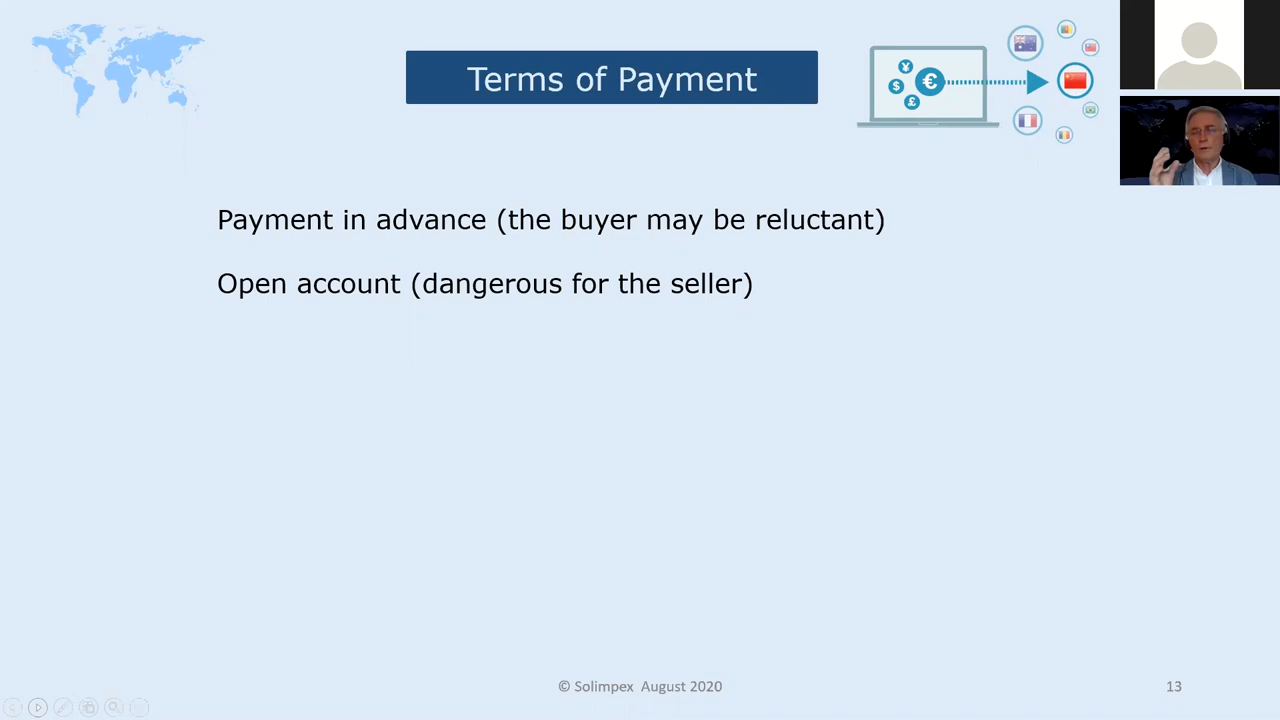 Terms of Payment
¥
$
€
£
Payment in advance (the buyer may be reluctant)
Open account (dangerous for the seller)
© Solimpex August 2020
13